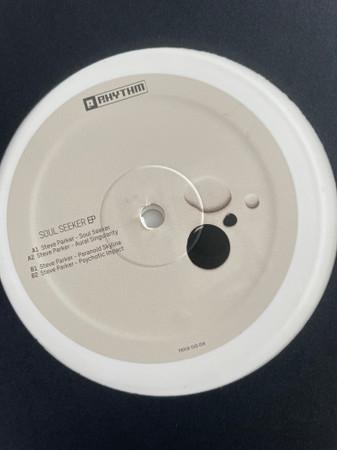 RHYTHM
SOUL SEEKER EP
A1 Steve Parker - Soul Seeker
A2 Steve Parker - Aural Singularity
B1 Steve Parker - Paranoid Skyline
B2 Steve Parker - Psychotic Impact